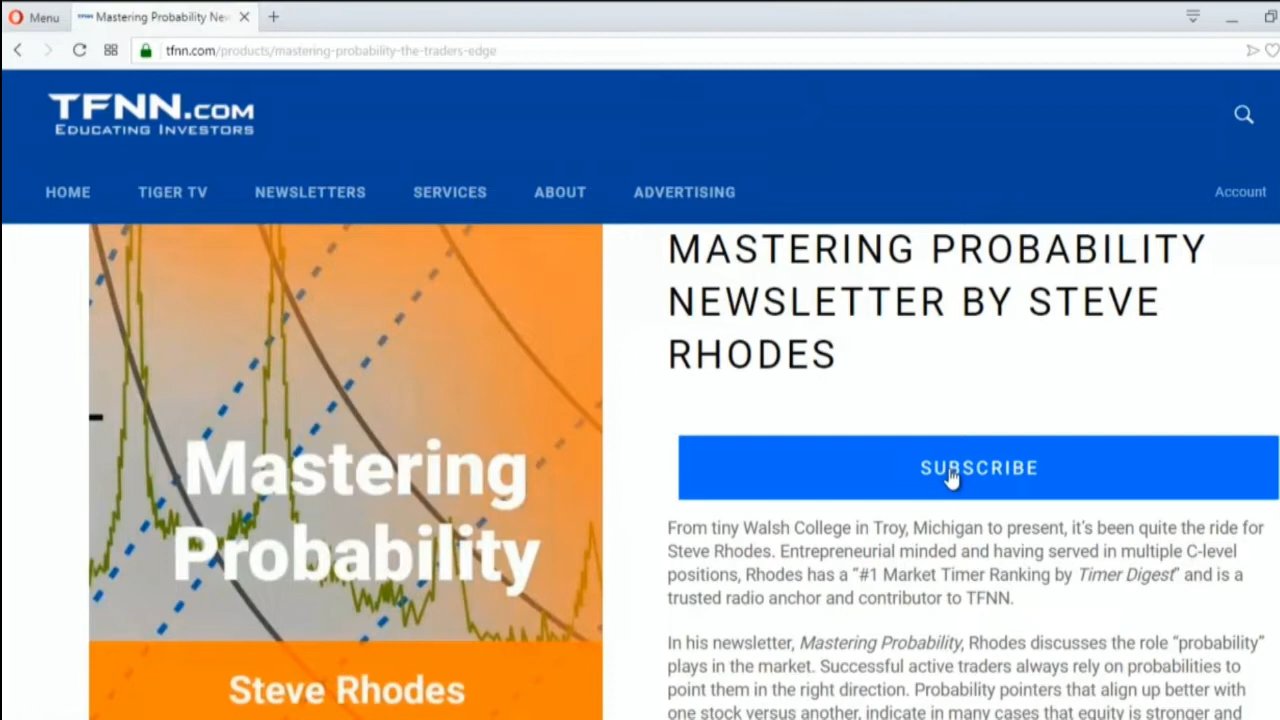 Menu
TFNN Mastering Probability New
tfnn.com/products/mastering-probability-the-traders-edge
TFNN.COM
EDUCATING INVESTORS
HOME TIGER TV NEWSLETTERS SERVICES ABOUT ADVERTISING Account
Mastering
Probability
Steve Rhodes
MASTERING PROBABILITY
NEWSLETTER BY STEVE
RHODES
SUBSCRIBE
From tiny Walsh College in Troy, Michigan to present, it's been quite the ride for
Steve Rhodes. Entrepreneurial minded and having served in multiple C-level
positions, Rhodes has a “#1 Market Timer Ranking by Timer Digest” and is a
trusted radio anchor and contributor to TFNN.
In his newsletter, Mastering Probability, Rhodes discusses the role “probability”
plays in the market. Successful active traders always rely on probabilities to
point them in the right direction. Probability pointers that align up better with
one stock versus another, indicate in many cases that equity is stronger and